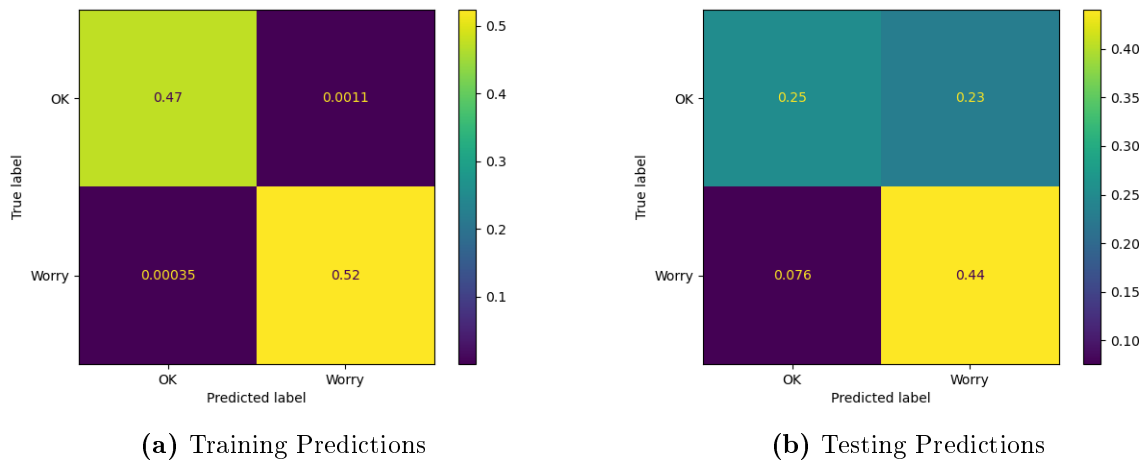 OK
Worry
True label
0.47
0.0011
0.00035
0.52
OK
Worry
Predicted label
0.5
0.4
0.3
0.2
0.1
(a) Training Predictions
OK
Worry
True label
0.25
0.23
0.076
0.44
OK
Worry
Predicted label
0.40
0.35
0.30
0.25
0.20
0.15
0.10
(b) Testing Predictions